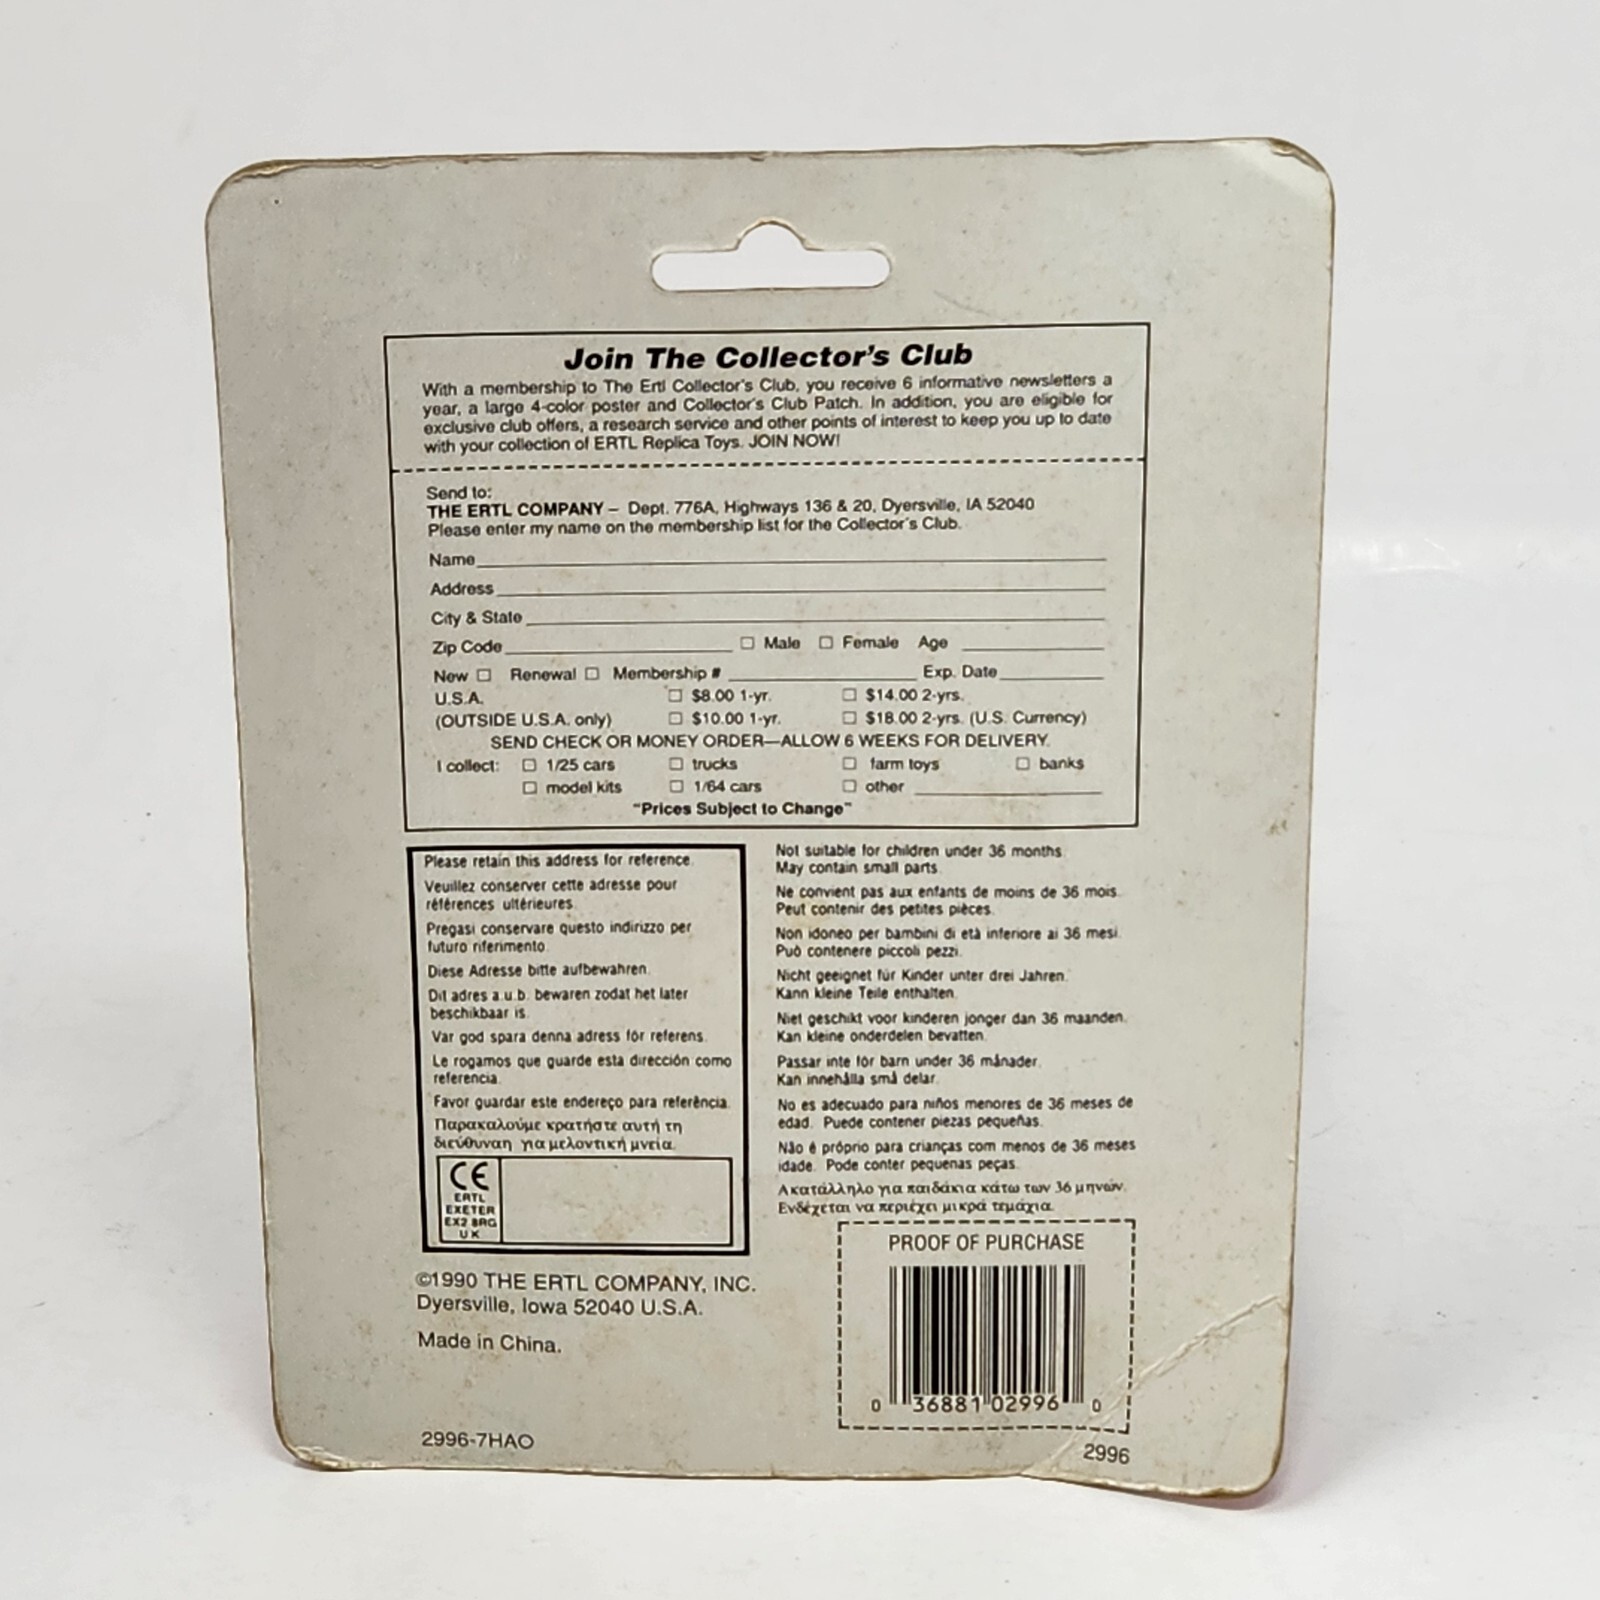 Join The Collector's Club
With a membership to The Ertl Collector's Club, you receive 6 informative newsletters a
year, a large 4-color poster and Collector's Club Patch. In addition, you are eligible for
exclusive club offers, a research service and other points of interest to keep you up to date
with your collection of ERTL Replica Toys. JOIN NOW!
Send to:
THE ERTL COMPANY – Dept. 776A, Highways 136 & 20, Dyersville, IA 52040
Please enter my name on the membership list for the Collector's Club.
Name
Address
City & State
Zip Code □ Male □ Female Age
New □ Renewal □ Membership # Exp. Date
U.S.A. □ $8.00 1-yr. □ $14.00 2-yrs.
(OUTSIDE U.S.A. only) □ $10.00 1-yr. □ $18.00 2-yrs. (U.S. Currency)
SEND CHECK OR MONEY ORDER—ALLOW 6 WEEKS FOR DELIVERY.
I collect: □ 1/25 cars □ trucks □ farm toys □ banks
□ model kits □ 1/64 cars □ other
"Prices Subject to Change"
Please retain this address for reference.
Veuillez conserver cette adresse pour
références ultérieures.
Pregasi conservare questo indirizzo per
futuro riferimento.
Diese Adresse bitte aufbewahren.
Dit adres a.u.b. bewaren zodat het later
beschikbaar is.
Var god spara denna adress för referens.
Le rogamos que guarde esta dirección como
referencia.
Favor guardar este endereço para referência.
Παρακαλούμε κρατήστε αυτή τη
διεύθυναη για μελοντική μνεία.
CE
ERTL
EXETER
EX2 8RG
UK
Not suitable for children under 36 months.
May contain small parts.
Ne convient pas aux enfants de moins de 36 mois.
Peut contenir des petites pièces.
Non idoneo per bambini di età inferiore ai 36 mesi.
Può contenere piccoli pezzi.
Nicht geeignet für Kinder unter drei Jahren.
Kann kleine Teile enthalten.
Niet geschikt voor kinderen jonger dan 36 maanden.
Kan kleine onderdelen bevatten.
Passar inte för barn under 36 månader.
Kan innehålla små delar.
No es adecuado para niños menores de 36 meses de
edad. Puede contener piezas pequeñas.
Não é próprio para crianças com menos de 36 meses
idade. Pode conter pequenas peças.
Ακατάλληλο για παιδάκια κάτω των 36 μηνών.
Ενδέχεται να περιέχει μικρά τεμάχια.
©1990 THE ERTL COMPANY, INC.
Dyersville, Iowa 52040 U.S.A.
Made in China.
2996-7HAO
PROOF OF PURCHASE
0 36881 02996 0
2996